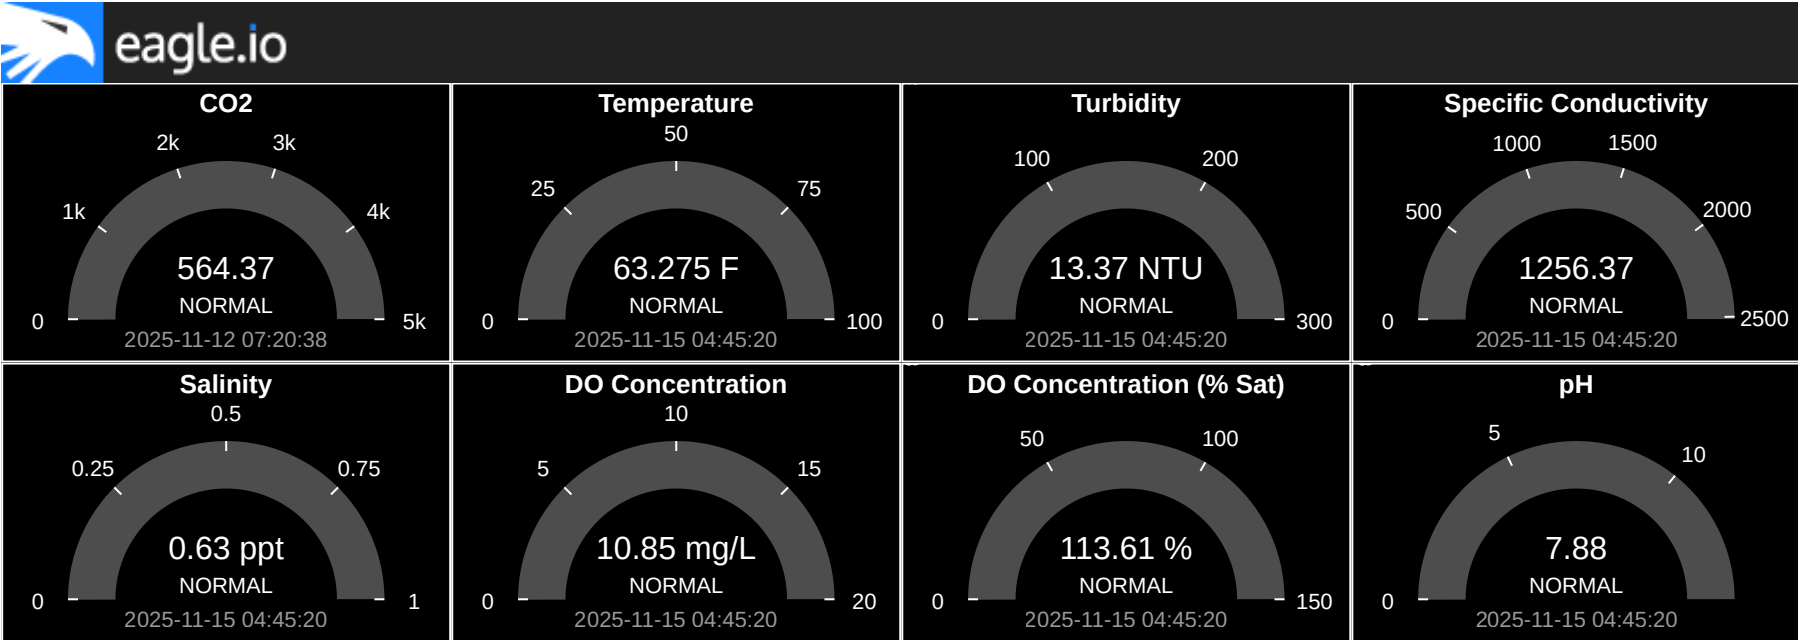 eagle.io
CO2
2k
3k
1k
4k
564.37
NORMAL
0
5k
2025-11-12 07:20:38
Temperature
50
25
75
63.275 F
NORMAL
0
100
2025-11-15 04:45:20
Turbidity
100
200
13.37 NTU
NORMAL
0
300
2025-11-15 04:45:20
Specific Conductivity
1000
1500
500
2000
1256.37
NORMAL
0
2500
2025-11-15 04:45:20
Salinity
0.5
0.25
0.75
0.63 ppt
NORMAL
0
1
2025-11-15 04:45:20
DO Concentration
10
5
15
10.85 mg/L
NORMAL
0
20
2025-11-15 04:45:20
DO Concentration (% Sat)
50
100
113.61 %
NORMAL
0
150
2025-11-15 04:45:20
pH
5
10
7.88
NORMAL
0
2025-11-15 04:45:20